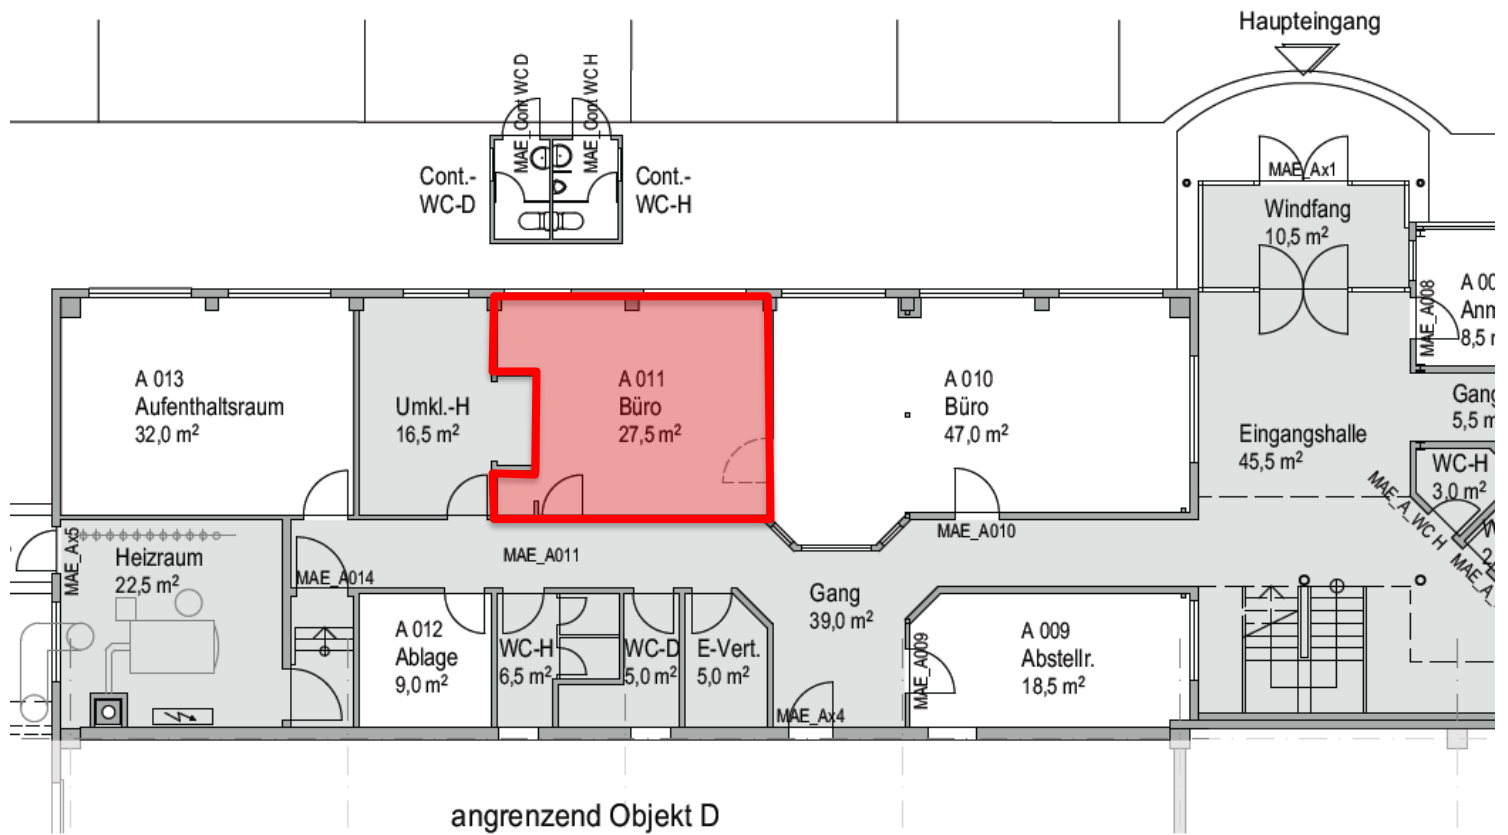 Haupteingang
MAE_Cont WC D
MAE_Cont WC H
Cont.-
WC-D
Cont.-
WC-H
MAE_Ax1
Windfang
10,5 m²
A 013
Aufenthaltsraum
32,0 m²
Umkl.-H
16,5 m²
A 011
Büro
27,5 m²
A 010
Büro
47,0 m²
Eingangshalle
45,5 m²
MAE_A008
A 00
Anm
8,5 m
Gang
5,5 m
WC-H
3,0 m²
MAE_A_WC H
MAE_A_
MAE_Ax5
Heizraum
22,5 m²
MAE_A014
MAE_A011
MAE_A010
Gang
39,0 m²
A 012
Ablage
9,0 m²
WC-H
6,5 m²
WC-D
5,0 m²
E-Vert.
5,0 m²
MAE_Ax4
MAE_A009
A 009
Abstellr.
18,5 m²
angrenzend Objekt D